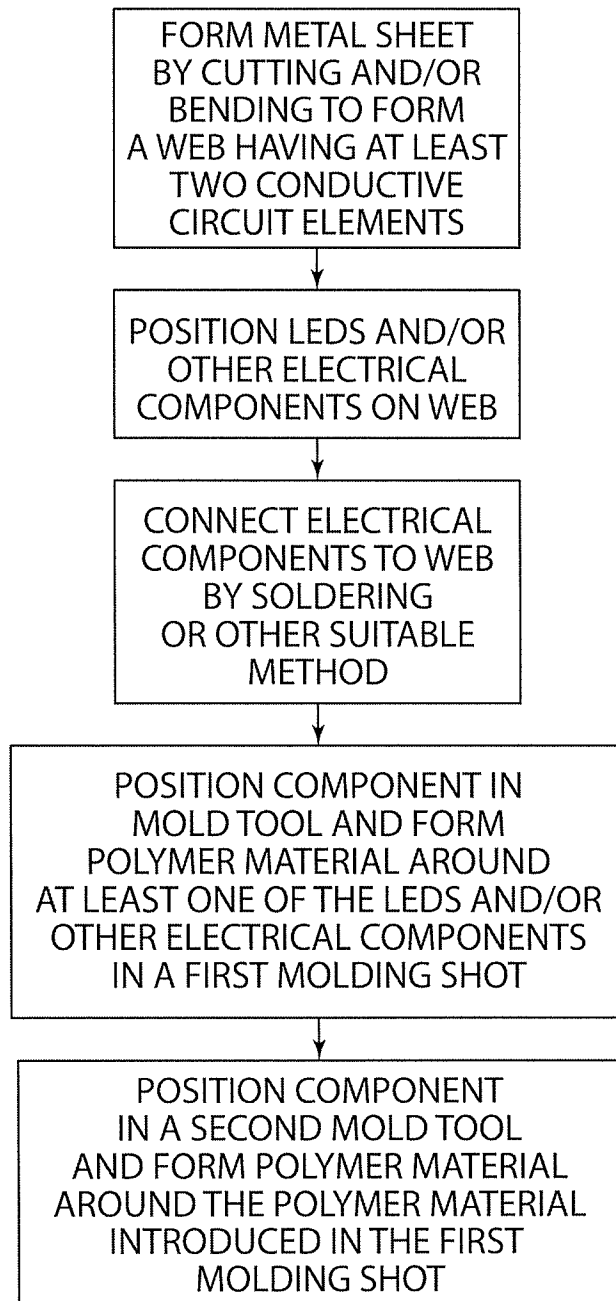 FORM METAL SHEET
BY CUTTING AND/OR
BENDING TO FORM
A WEB HAVING AT LEAST
TWO CONDUCTIVE
CIRCUIT ELEMENTS
POSITION LEDS AND/OR
OTHER ELECTRICAL
COMPONENTS ON WEB
CONNECT ELECTRICAL
COMPONENTS TO WEB
BY SOLDERING
OR OTHER SUITABLE
METHOD
POSITION COMPONENT IN
MOLD TOOL AND FORM
POLYMER MATERIAL AROUND
AT LEAST ONE OF THE LEDS AND/OR
OTHER ELECTRICAL COMPONENTS
IN A FIRST MOLDING SHOT
POSITION COMPONENT
IN A SECOND MOLD TOOL
AND FORM POLYMER MATERIAL
AROUND THE POLYMER MATERIAL
INTRODUCED IN THE FIRST
MOLDING SHOT